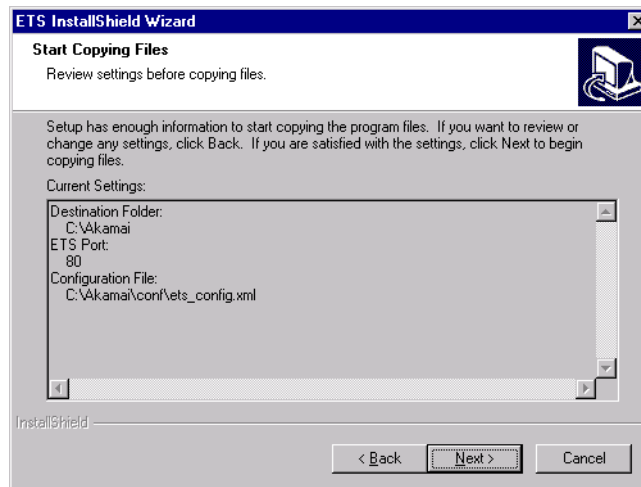 ETS InstallShield Wizard
Start Copying Files
Review settings before copying files.
Setup has enough information to start copying the program files. If you want to review or
change any settings, click Back. If you are satisfied with the settings, click Next to begin
copying files.
Current Settings:
Destination Folder:
C:\Akamai
ETS Port:
80
Configuration File:
C:\Akamai\conf\ets_config.xml
InstallShield
< Back
Next >
Cancel